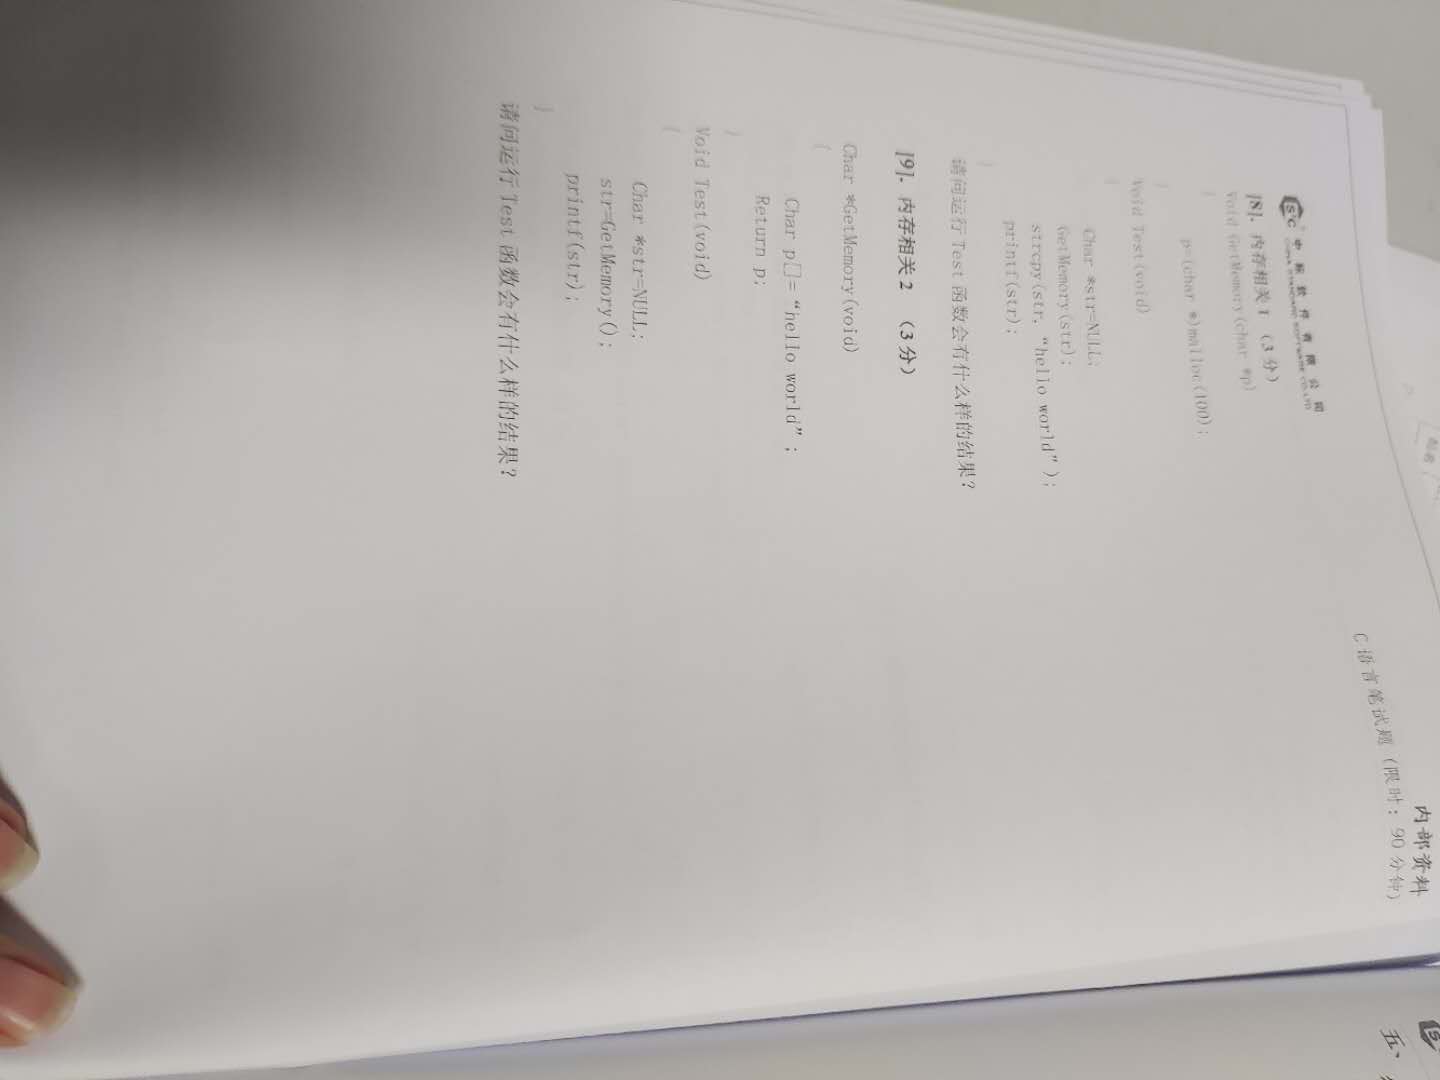 中标软件有限公司
CHINA STANDARD SOFTWARE CO.,LTD
内部资料
C 语言笔试题（限时：90 分钟）
[8]. 内存相关 1 （3 分）
Void GetMemory(char *p)
{
p=(char *)malloc(100);
}
Void Test(void)
{
Char *str=NULL;
GetMemory(str);
strcpy(str, “hello world”);
printf(str);
}
请问运行 Test 函数会有什么样的结果？
[9]. 内存相关 2 （3 分）
Char *GetMemory(void)
{
Char p[]= “hello world”;
Return p;
}
Void Test(void)
{
Char *str=NULL;
str=GetMemory();
printf(str);
}
请问运行 Test 函数会有什么样的结果？
五、